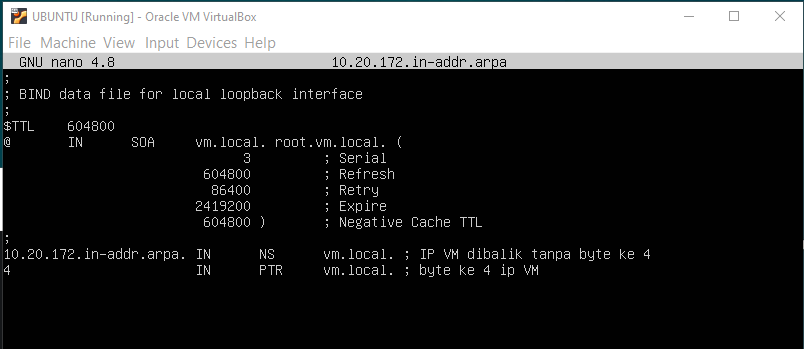 UBUNTU [Running] - Oracle VM VirtualBox
File Machine View Input Devices Help
GNU nano 4.8 10.20.172.in-addr.arpa
;
; BIND data file for local loopback interface
;
$TTL 604800
@ IN SOA vm.local. root.vm.local. (
3 ; Serial
604800 ; Refresh
86400 ; Retry
2419200 ; Expire
604800 ) ; Negative Cache TTL
;
10.20.172.in-addr.arpa. IN NS vm.local. ; IP VM dibalik tanpa byte ke 4
4 IN PTR vm.local. ; byte ke 4 ip VM